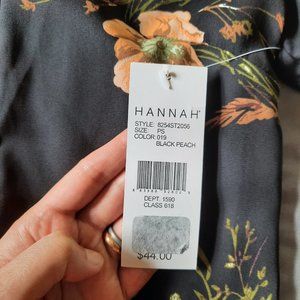 HANNAH
STYLE: 8254ST2056
SIZE: PS
COLOR: 019
BLACK PEACH
DEPT. 1590
CLASS 618
$44.00